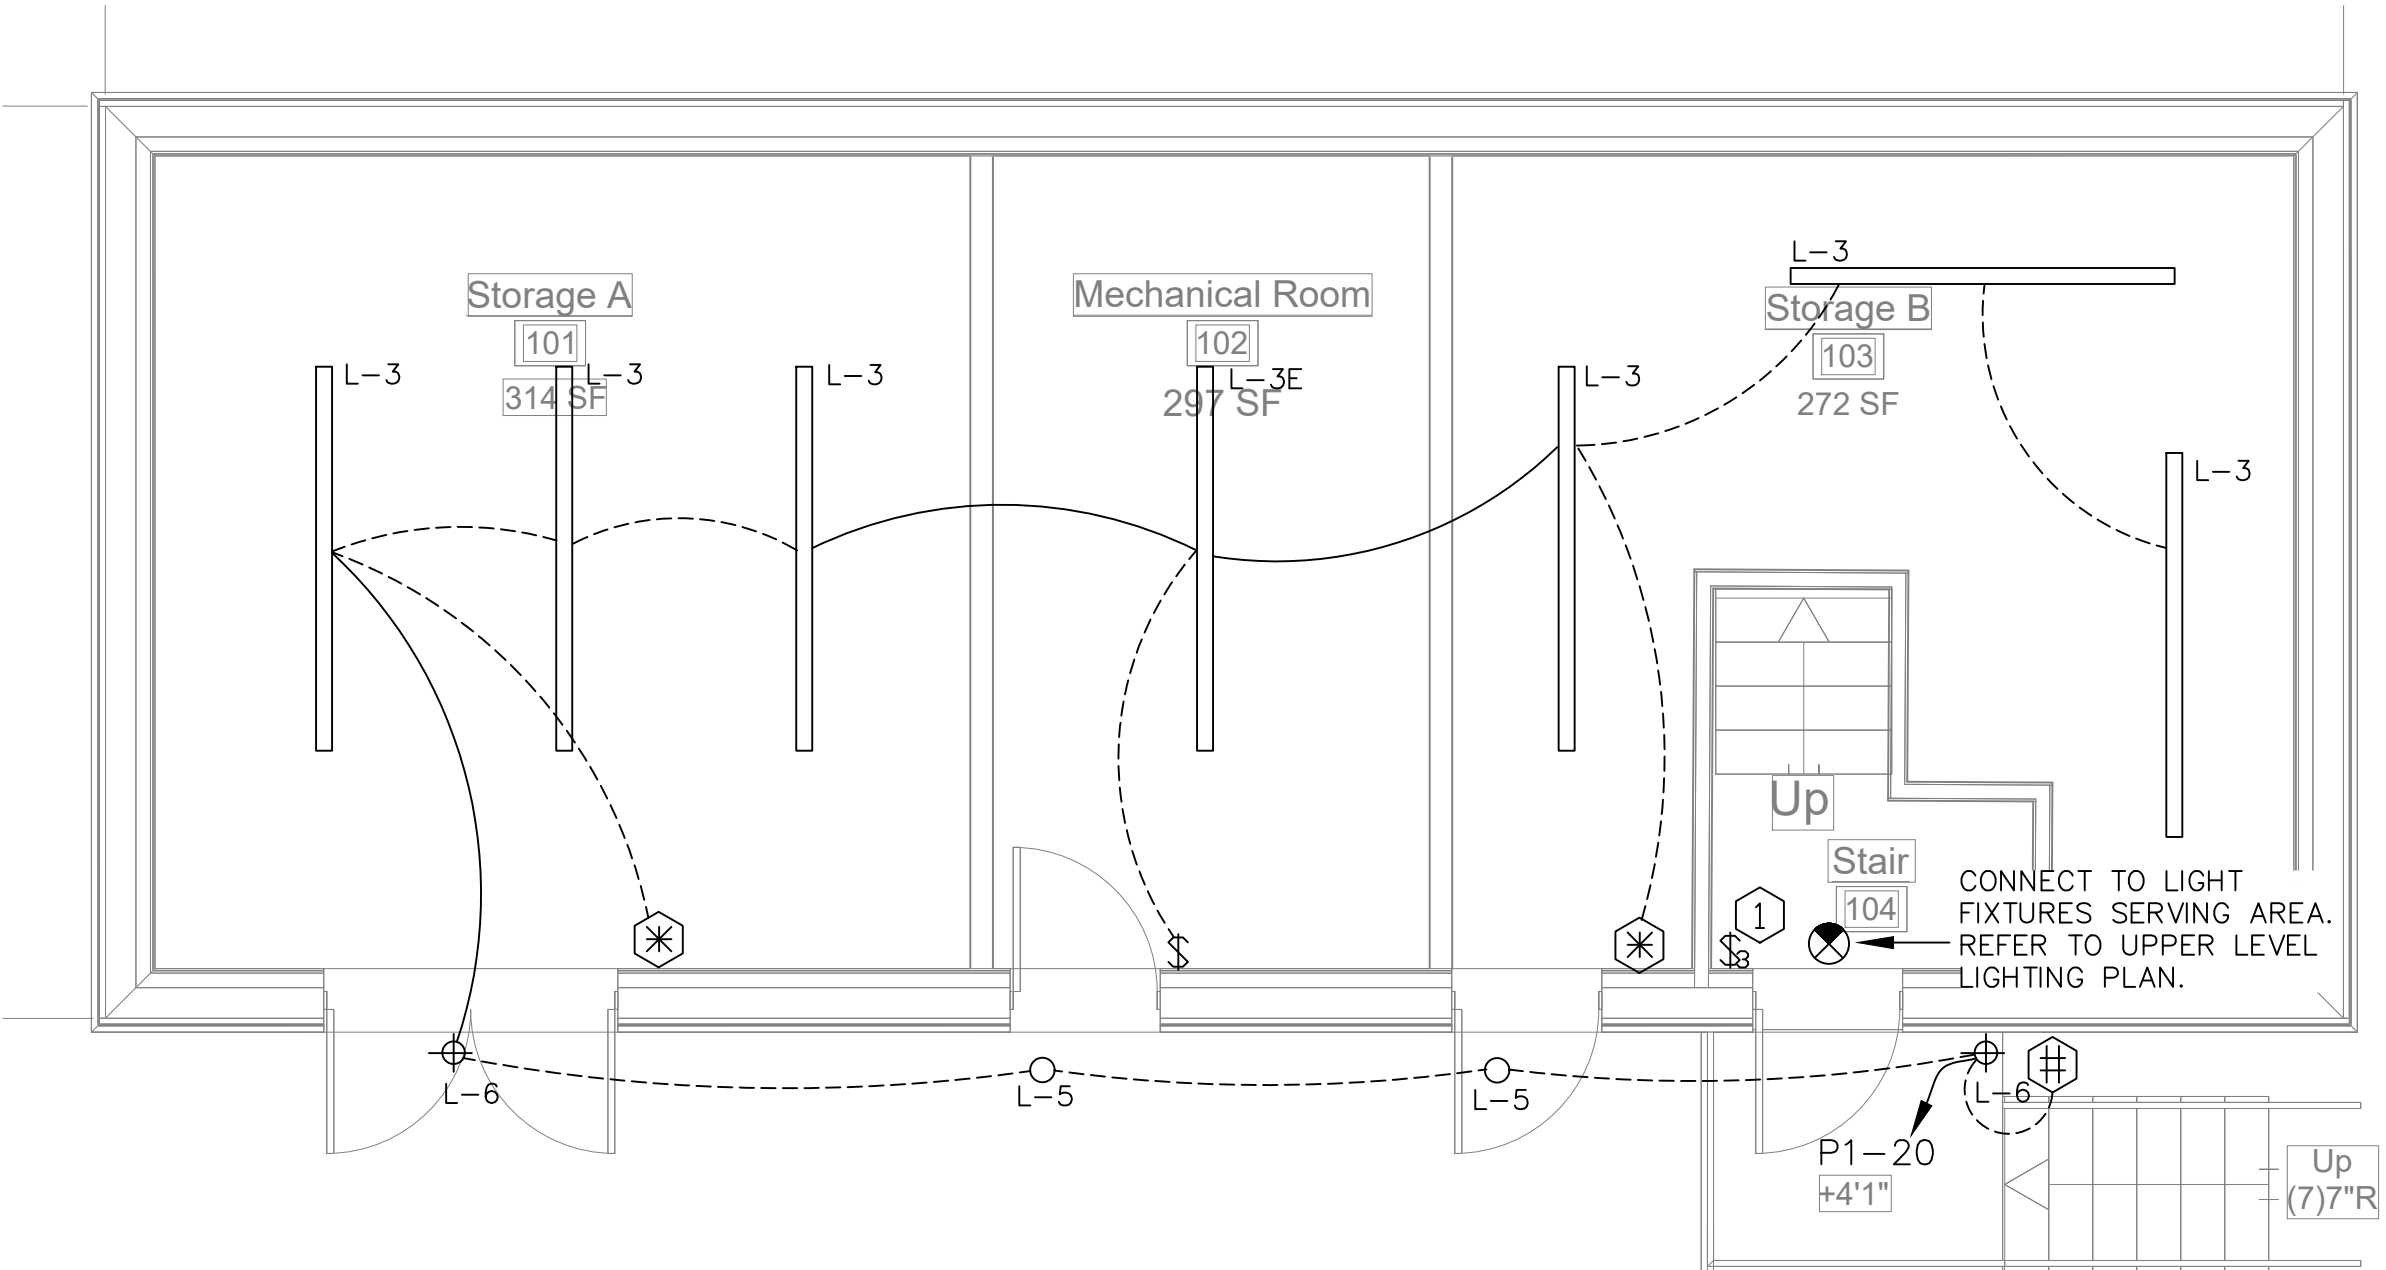 L-3
Storage A
Mechanical Room
Storage B
101
102
103
L-3
L-3
L-3
L-3E
L-3
314 SF
297 SF
272 SF
L-3
Up
Stair
104
CONNECT TO LIGHT
FIXTURES SERVING AREA.
REFER TO UPPER LEVEL
LIGHTING PLAN.
1
*
$
*
$3
#
L-6
L-5
L-5
L-6
P1-20
+4'1"
Up
(7)7"R